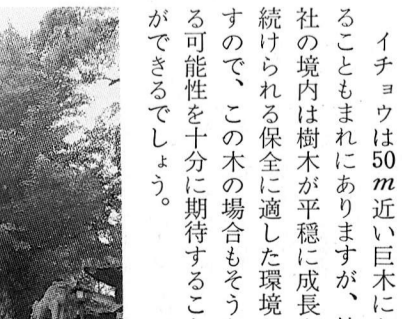 イチョウは50m近い巨木に
ることもまれにありますが、
社の境内は樹木が平穏に成長
続けられる保全に適した環境
すので、この木の場合もそう
る可能性を十分に期待するこ
ができるでしょう。